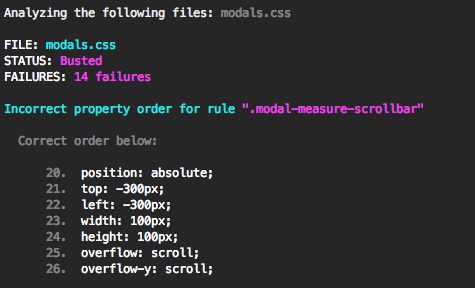 Analyzing the following files: modals.css
FILE: modals.css
STATUS: Busted
FAILURES: 14 failures
Incorrect property order for rule ".modal-measure-scrollbar"
Correct order below:
20. position: absolute;
21. top: -300px;
22. left: -300px;
23. width: 100px;
24. height: 100px;
25. overflow: scroll;
26. overflow-y: scroll;